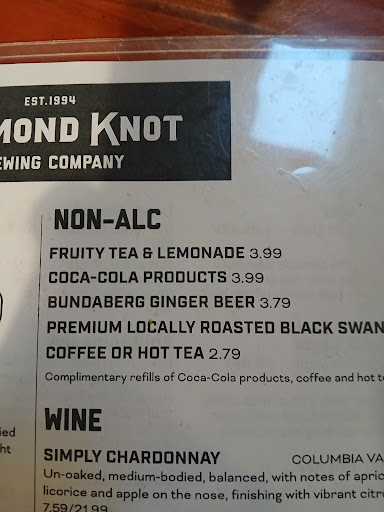 EST.1994
MOND KNOT
EWING COMPANY
NON-ALC
FRUITY TEA & LEMONADE 3.99
COCA-COLA PRODUCTS 3.99
BUNDABERG GINGER BEER 3.79
PREMIUM LOCALLY ROASTED BLACK SWAN
COFFEE OR HOT TEA 2.79
Complimentary refills of Coca-Cola products, coffee and hot t
ied
ht
WINE
SIMPLY CHARDONNAY COLUMBIA VA
Un-oaked, medium-bodied, balanced, with notes of apric
licorice and apple on the nose, finishing with vibrant citr
7.59/21.99